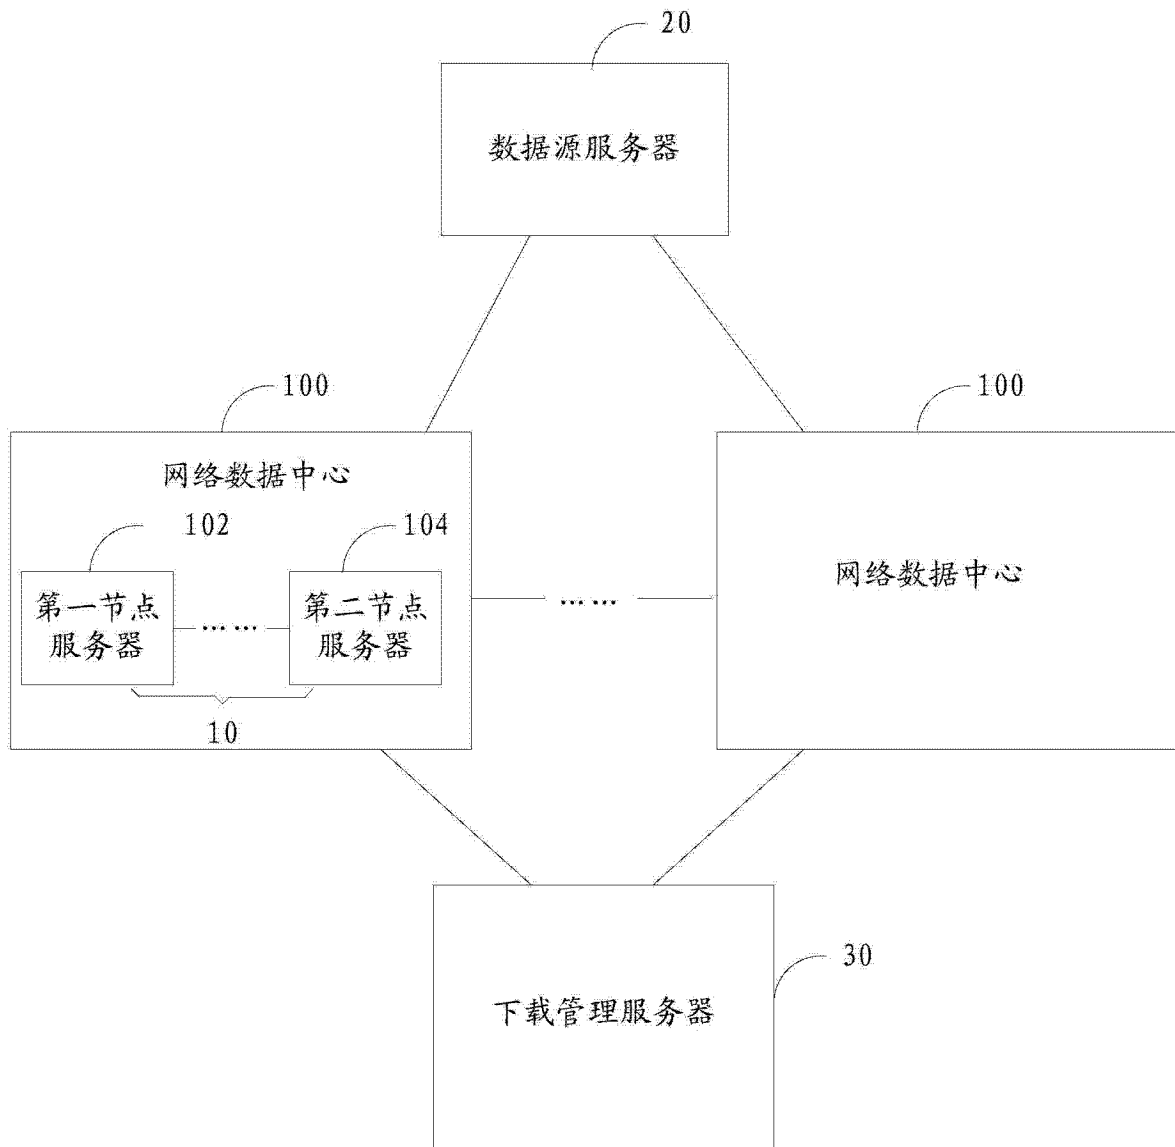 20
数据源服务器
100
100
网络数据中心
102
104
网络数据中心
第一节点
服务器
……
第二节点
服务器
……
10
30
下载管理服务器